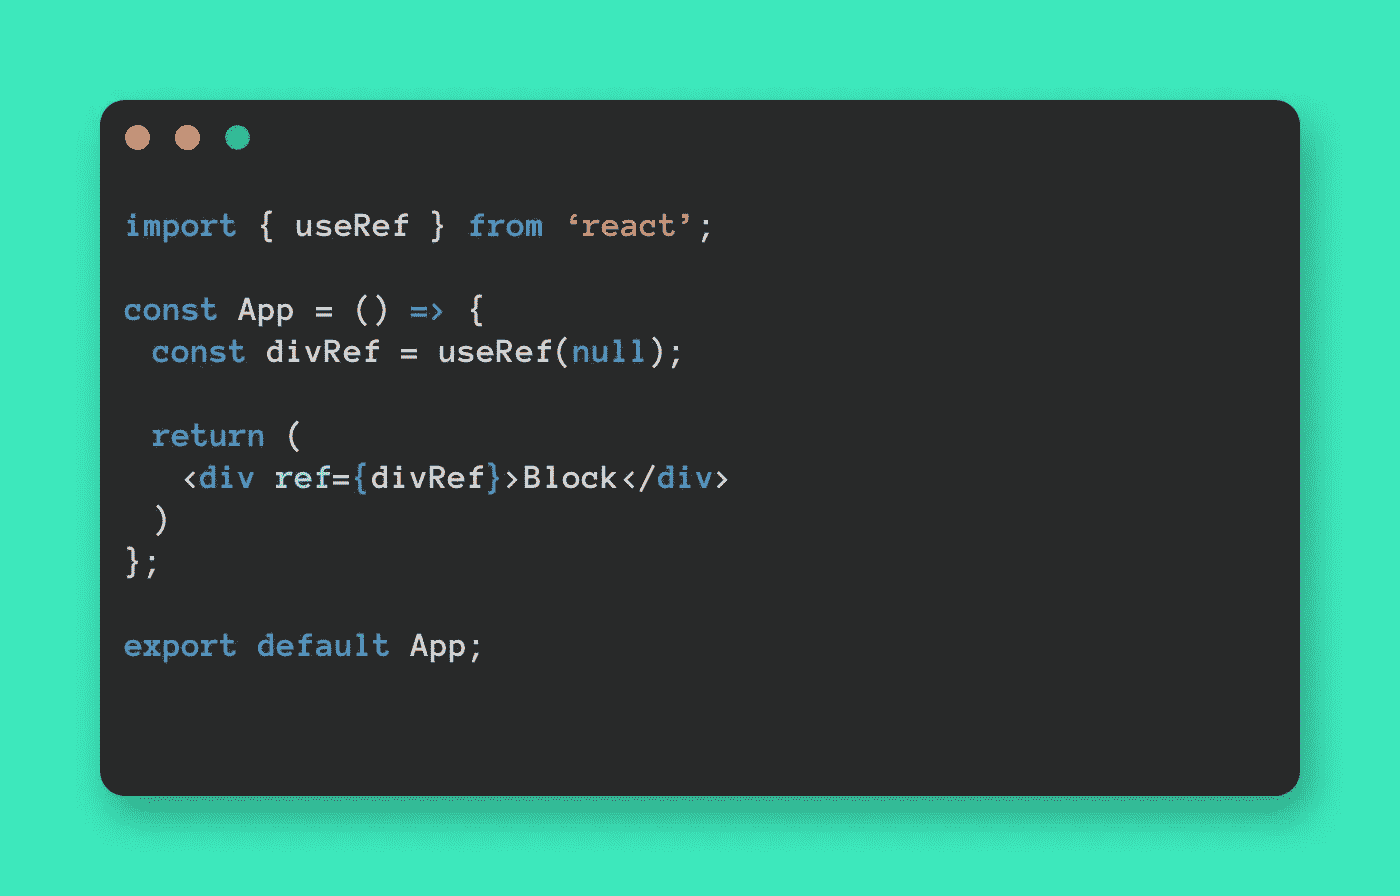 import { useRef } from ‘react’;
const App = () => {
const divRef = useRef(null);
return (
<div ref={divRef}>Block</div>
)
};
export default App;